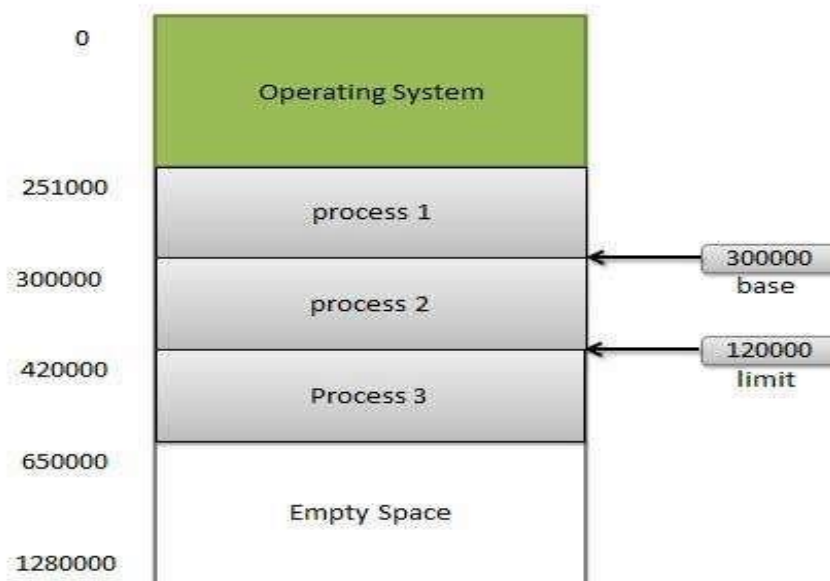 0
Operating System
251000
process 1
300000
base
300000
process 2
120000
limit
420000
Process 3
650000
Empty Space
1280000